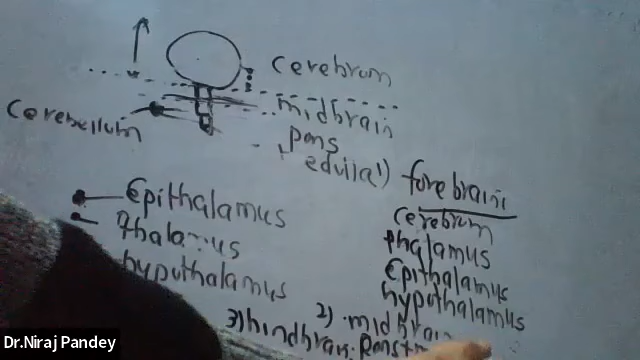 cerebrum
midbrain
Cerebellum
pons
edulla
1) forebrain
cerebrum
Epithalamus
thalamus
thalamus
Epithalamus
hypothalamus
hypothalamus
2) midbrain
3) hindbrain
Dr.Niraj Pandey